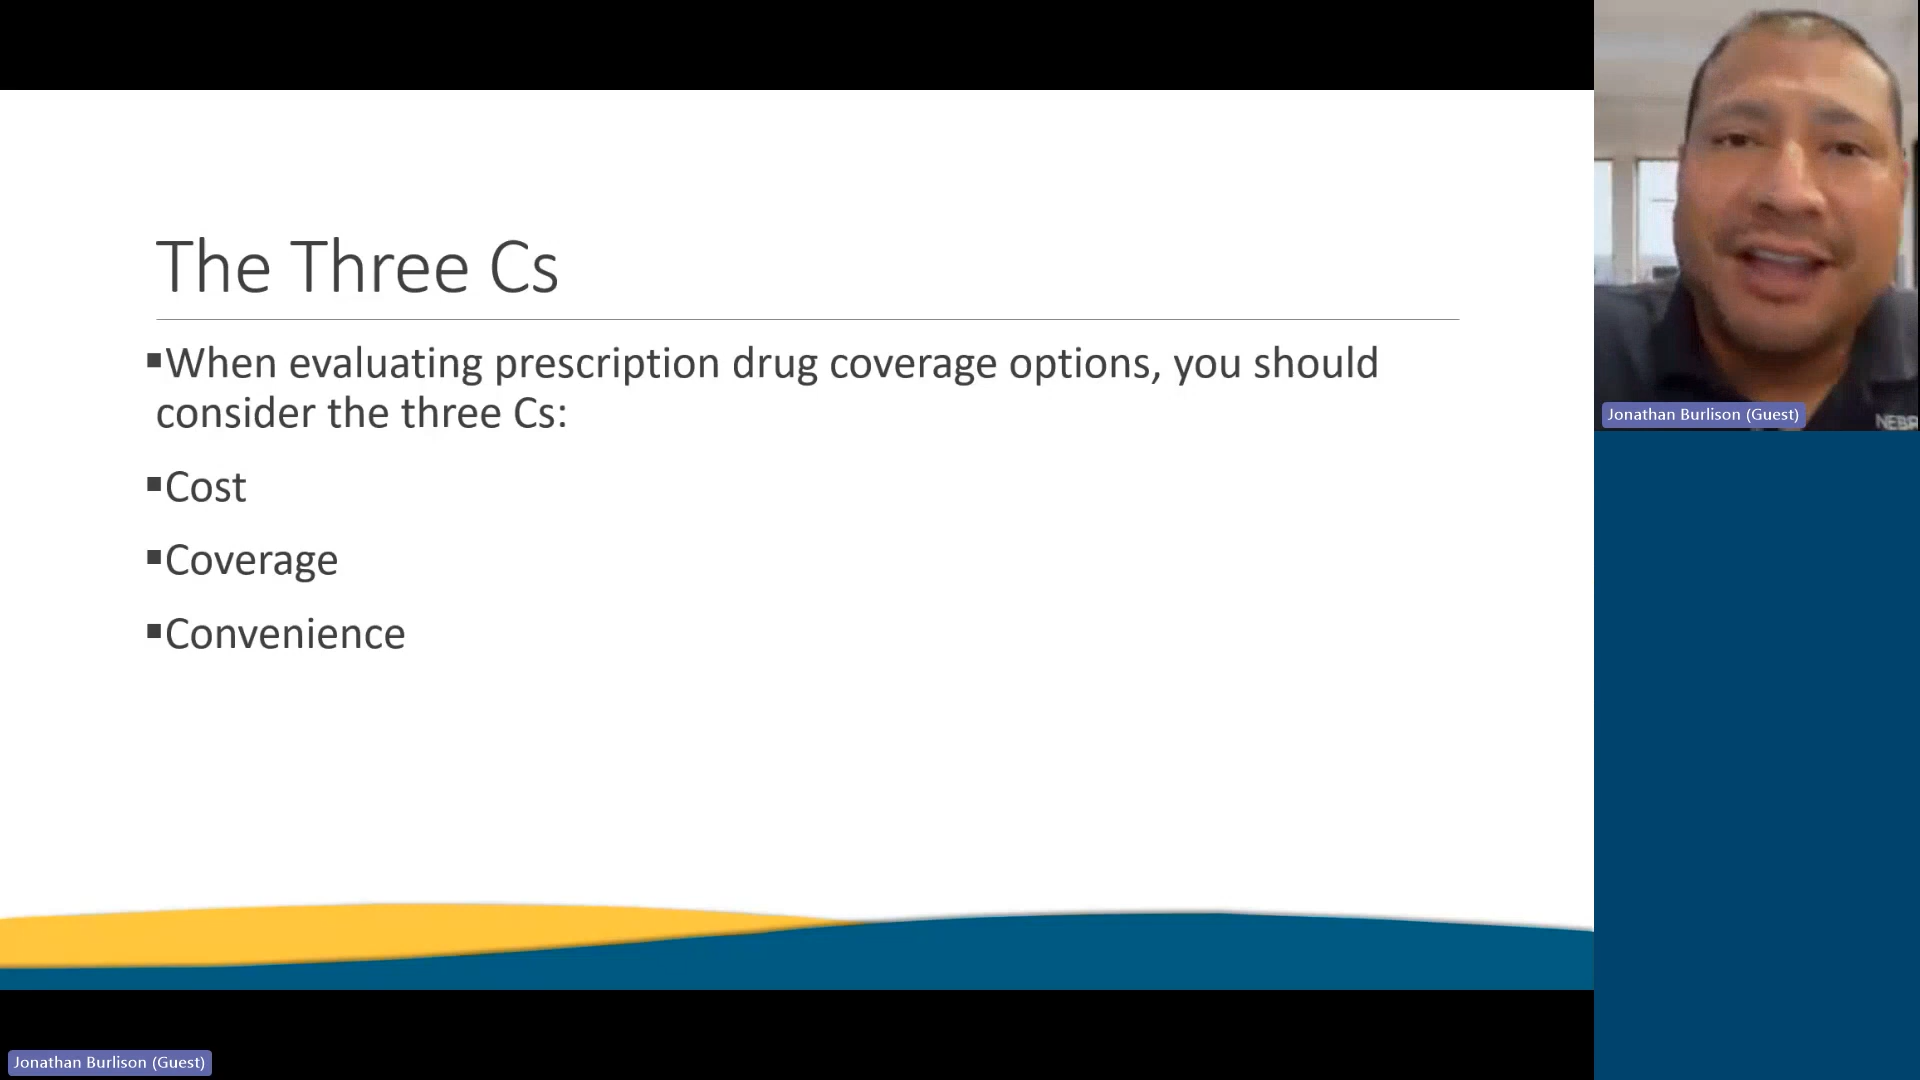 The Three Cs
▪When evaluating prescription drug coverage options, you should
consider the three Cs:
▪Cost
▪Coverage
▪Convenience
Jonathan Burlison (Guest)
NEBR
Jonathan Burlison (Guest)